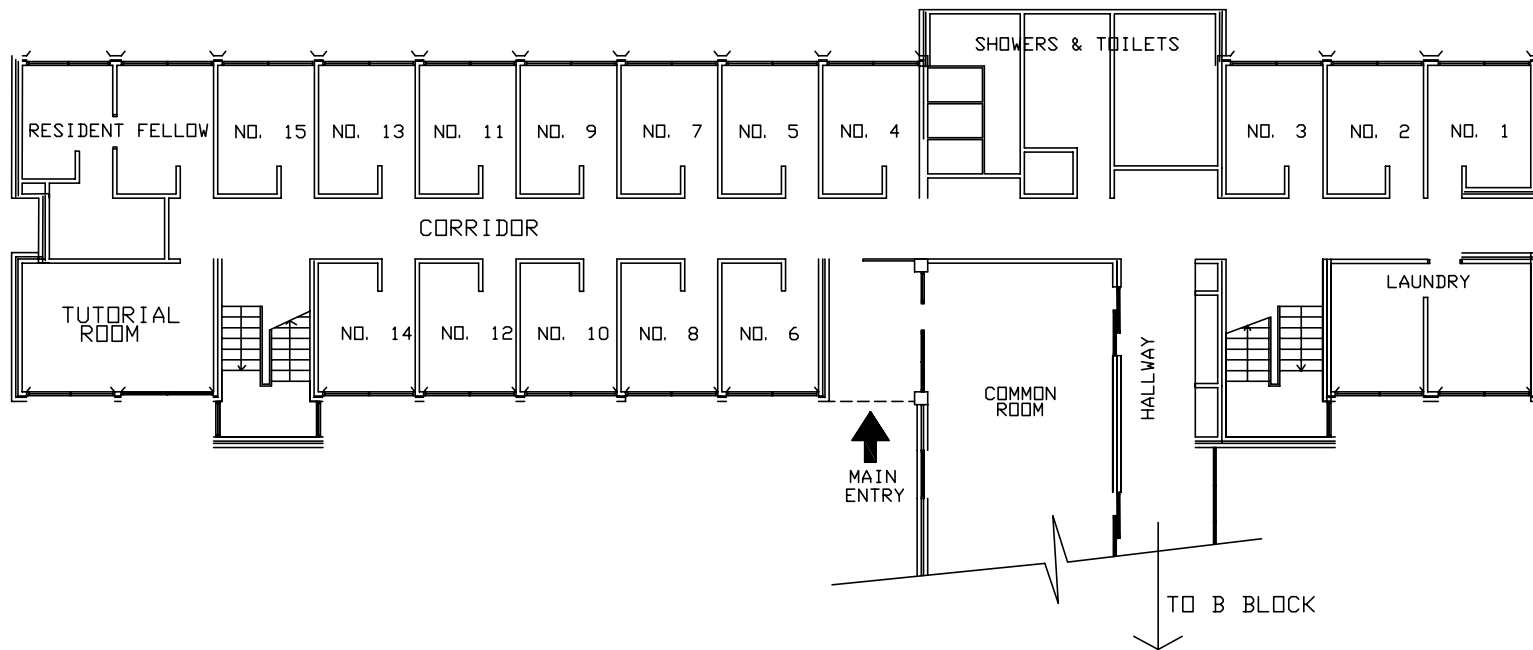 SHOWERS & TOILETS
RESIDENT FELLOW
NO. 15
NO. 13
NO. 11
NO. 9
NO. 7
NO. 5
NO. 4
NO. 3
NO. 2
NO. 1
CORRIDOR
LAUNDRY
TUTORIAL
ROOM
NO. 14
NO. 12
NO. 10
NO. 8
NO. 6
HALLWAY
COMMON
ROOM
MAIN
ENTRY
TO B BLOCK